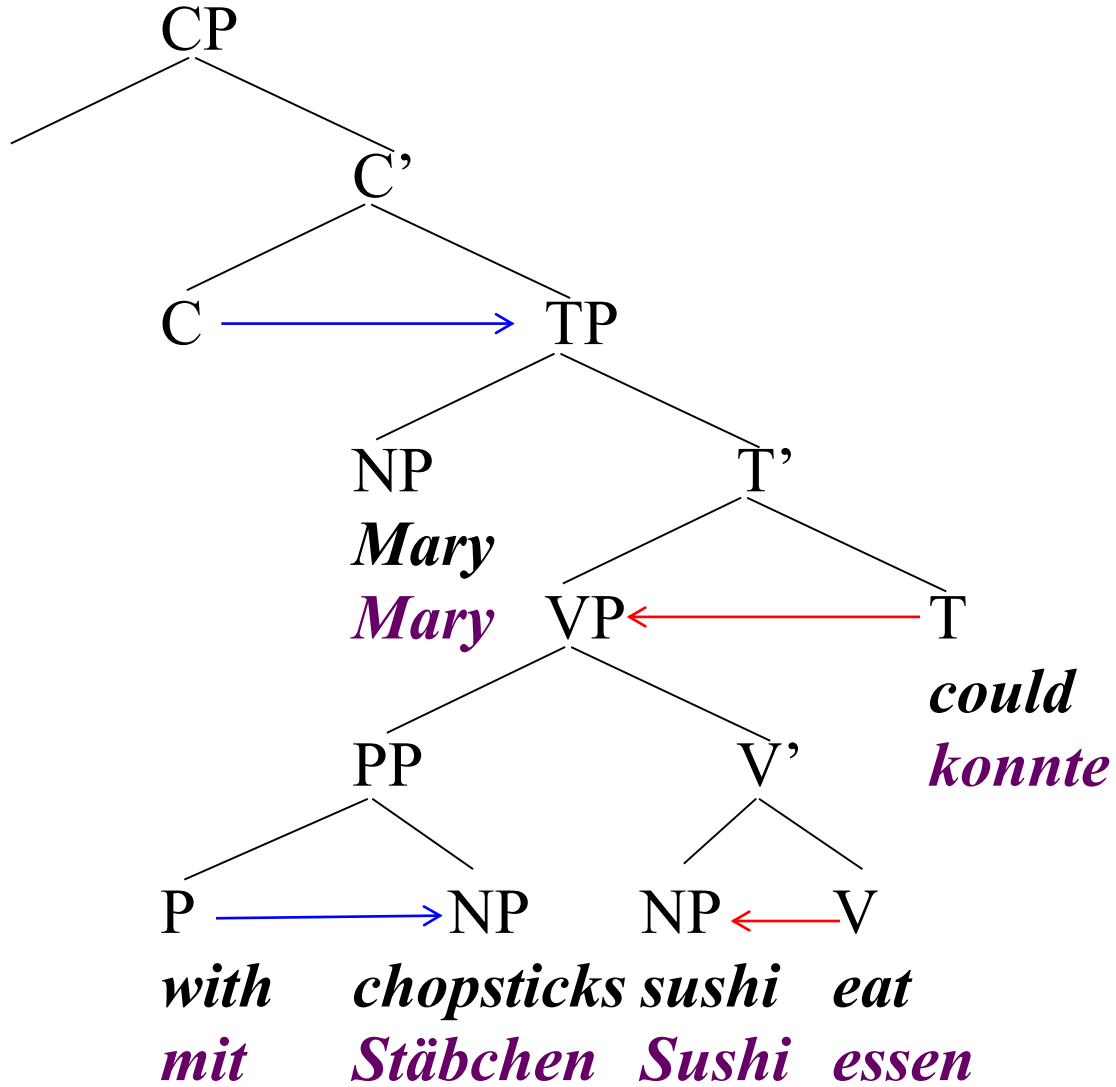 CP
C’
C TP
NP T’
Mary
Mary VP T
could
PP V’ konnte
P NP NP V
with chopsticks sushi eat
mit Stäbchen Sushi essen